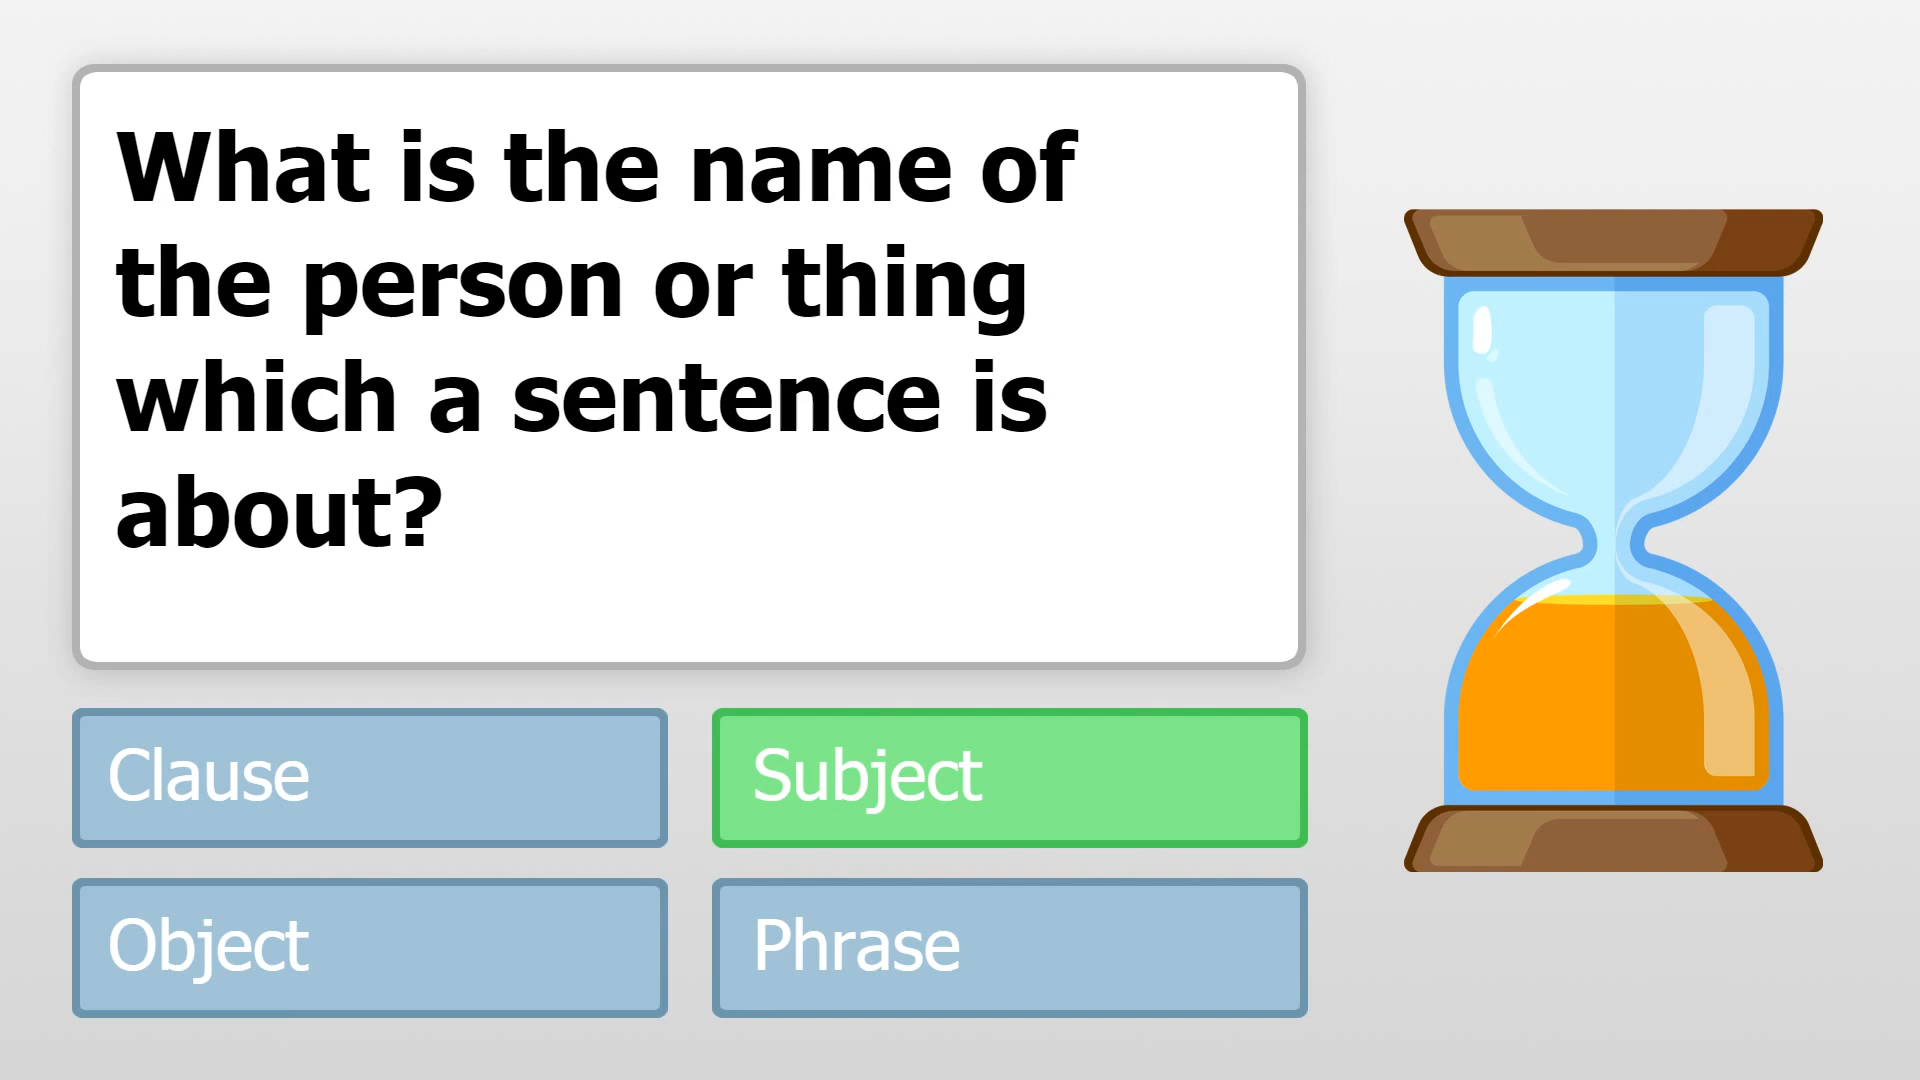 What is the name of
the person or thing
which a sentence is
about?
Clause
Subject
Object
Phrase